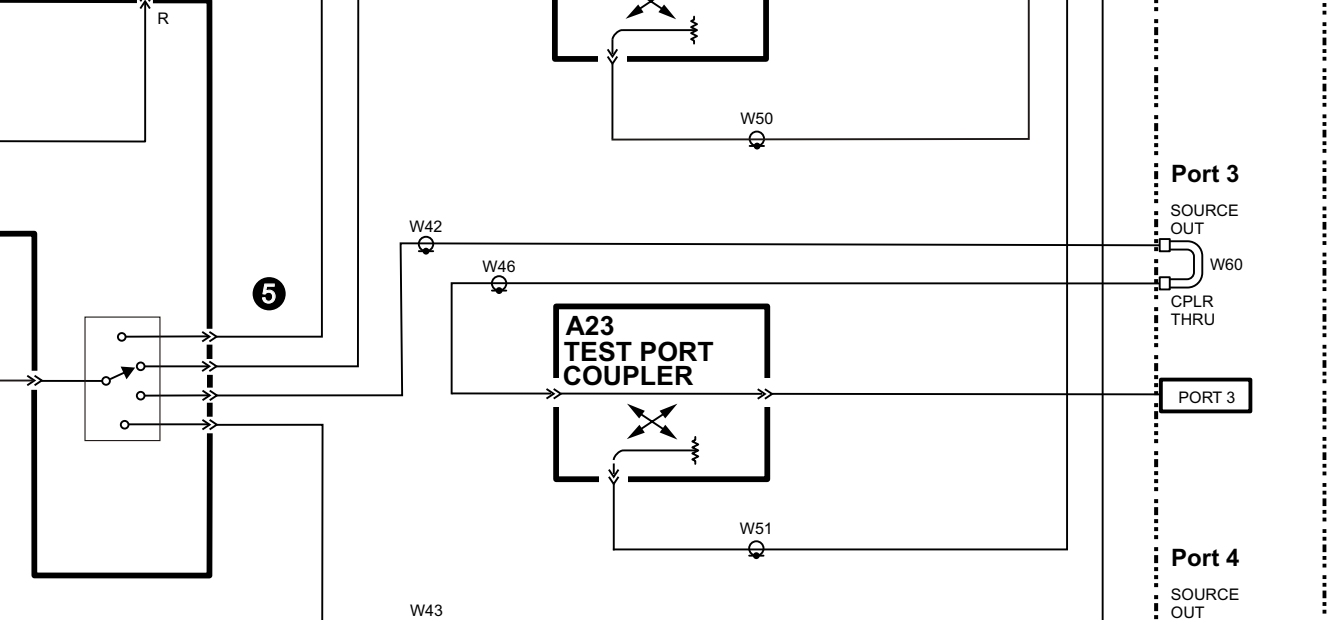 R
W50
Port 3
SOURCE
OUT
W42
W60
W46
5
CPLR
THRU
A23
TEST PORT
COUPLER
PORT 3
W51
Port 4
SOURCE
OUT
W43